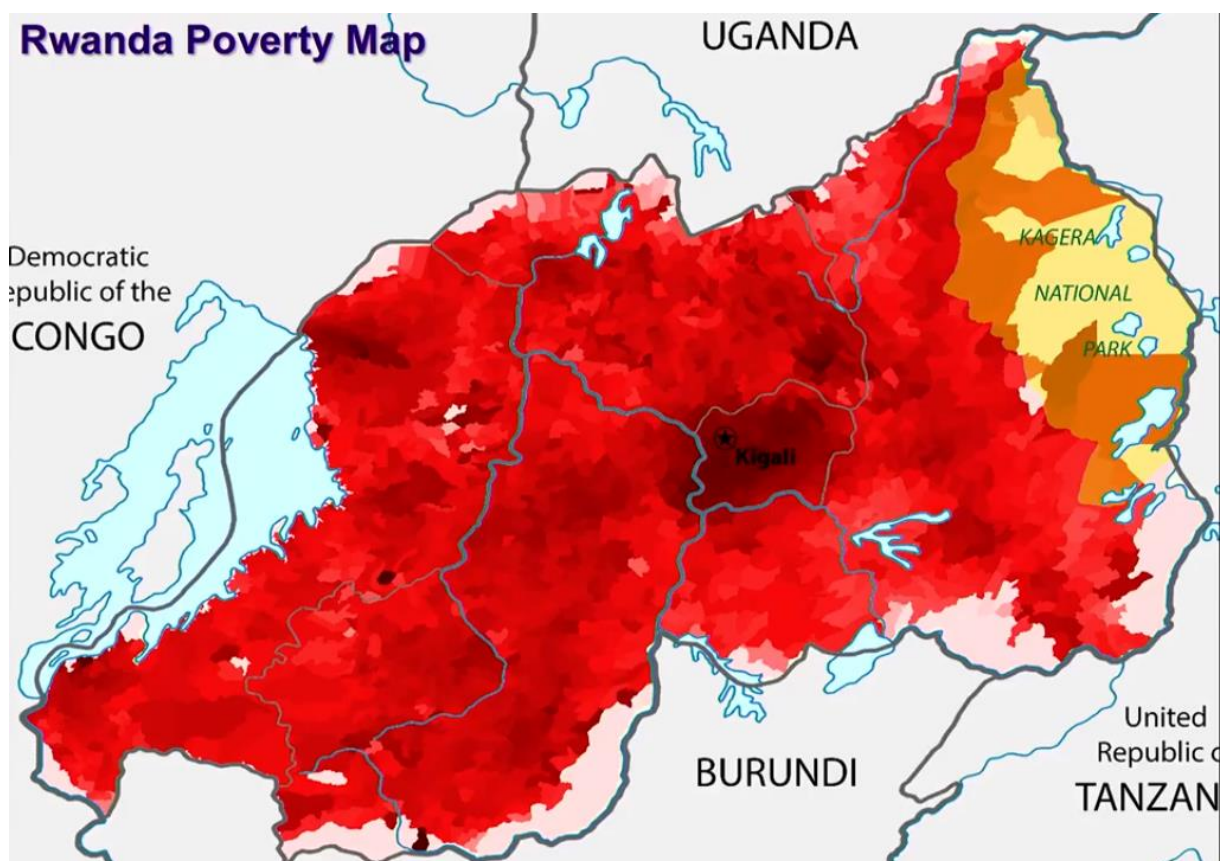 Rwanda Poverty Map
UGANDA
Democratic
epublic of the
CONGO
KAGERA
NATIONAL
PARK
Kigali
BURUNDI
United
Republic o
TANZAN